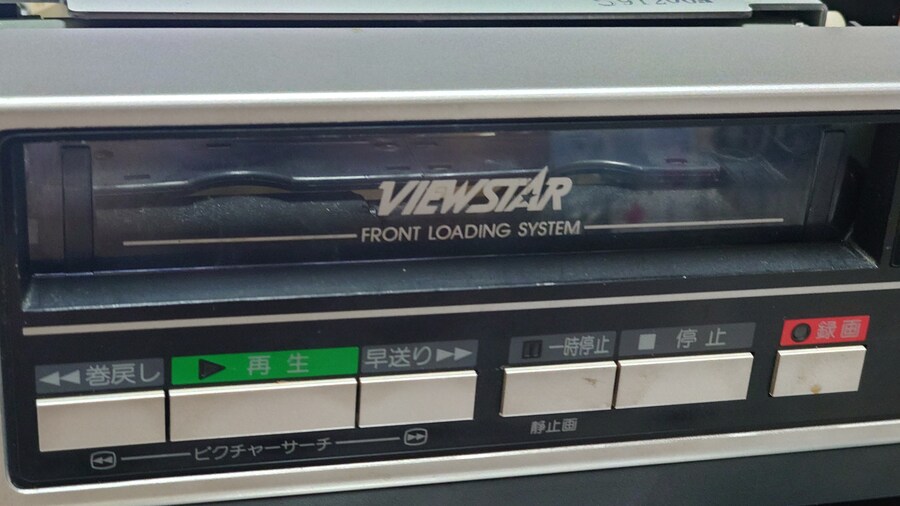 VIEWSTAR
FRONT LOADING SYSTEM
◀◀ 巻戻し
▶ 再生
早送り ▶▶
一時停止
■ 停止
● 録画
ピクチャーサーチ
静止画